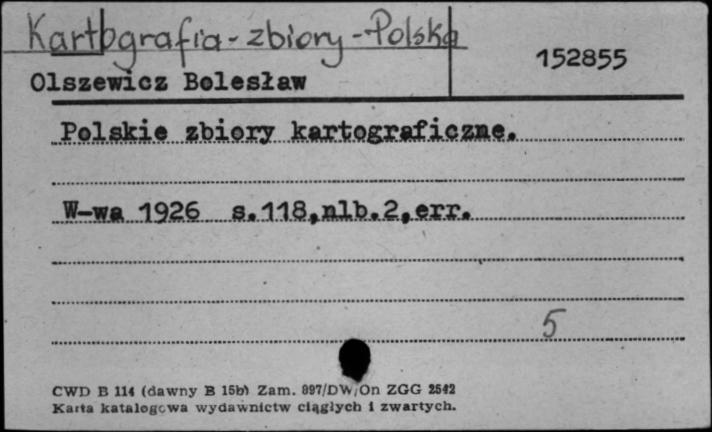 Kartografia - zbiory - Polska
152855
Olszewicz Bolesław
Polskie zbiory kartograficzne.
W-wa 1926 s.118,nlb.2,err.
5
CWD B 114 (dawny B 15b) Zam. 897/DW/On ZGG 2542
Karta katalogowa wydawnictw ciągłych i zwartych.